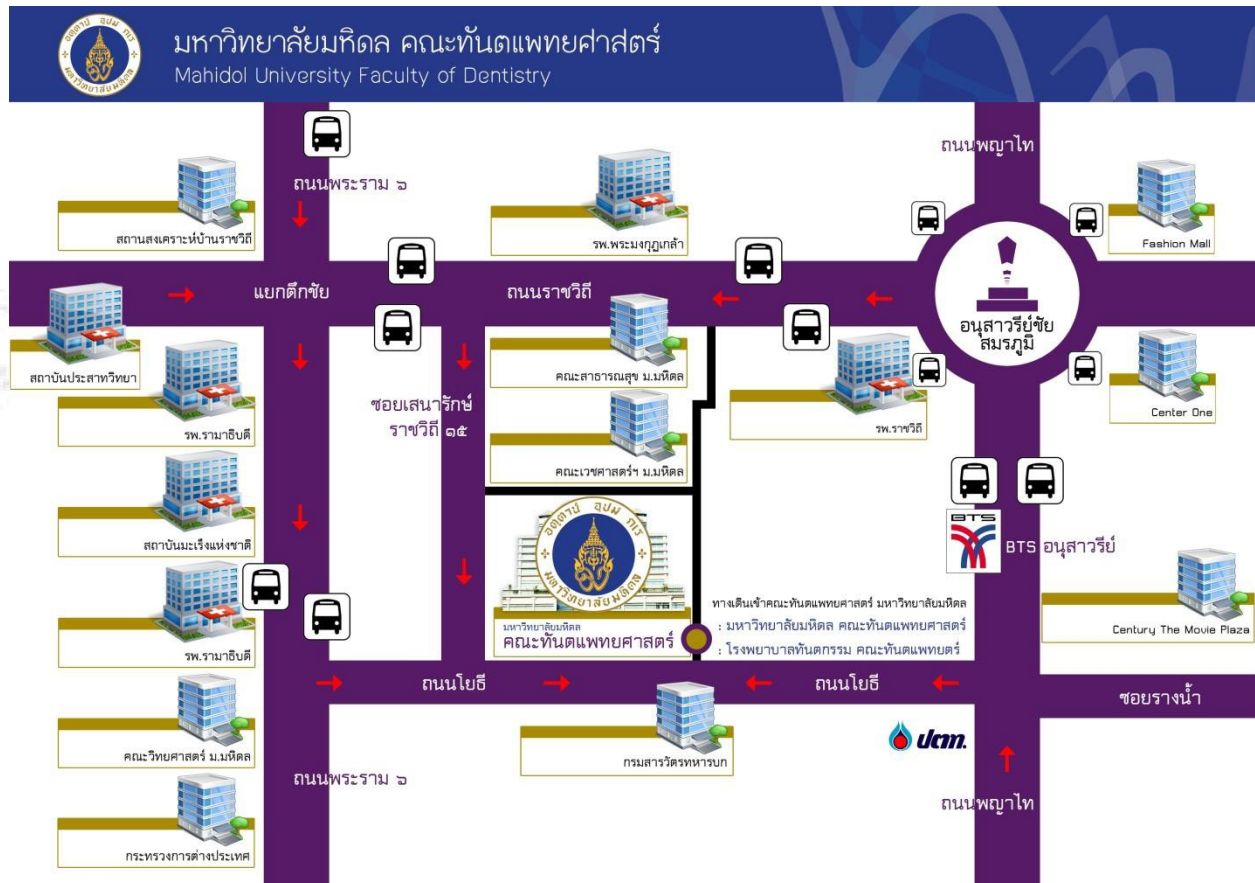 มหาวิทยาลัยมหิดล คณะทันตแพทยศาส่ตร์
Mahidol University Faculty of Dentistry
ถนนพญาไท
ถนนพระราม ๖
สถานสงเคราะห์บ้านราชวิถี
รพ.พระมงกุฏเกล้า
Fashion Mall
แยกตึกชัย
ถนนราชวิถี
อนุสาวรีย์ชัย
สมรภูมิ
สถาบันประสาทวิทยา
คณะสาธารณสุข ม.มหิดล
Center One
ซอยเสนารักษ์
ราชวิถี ๑๕
รพ.รามาธิบดี
รพ.ราชวิถี
คณะเวชศาสตร์ฯ ม.มหิดล
อตฺตานํ อุปมํ กเร
มหาวิทยาลัยมหิดล
BTS
BTS อนุสาวรีย์
สถาบันมะเร็งแห่งชาติ
ทางเดินเข้าคณะทันตแพทยศาสตร์ มหาวิทยาลัยมหิดล
: มหาวิทยาลัยมหิดล คณะทันตแพทยศาสตร์
: โรงพยาบาลทันตกรรม คณะทันตแพทยตร์
มหาวิทยาลัยมหิดล
คณะทันตแพทยศาสตร์
Century The Movie Plaza
รพ.รามาธิบดี
ถนนโยธี
ถนนโยธี
ซอยรางน้ำ
คณะวิทยศาสตร์ ม.มหิดล
กรมสารวัตรทหารบก
ปตท.
ถนนพระราม ๖
ถนนพญาไท
กระทรวงการต่างประเทศ